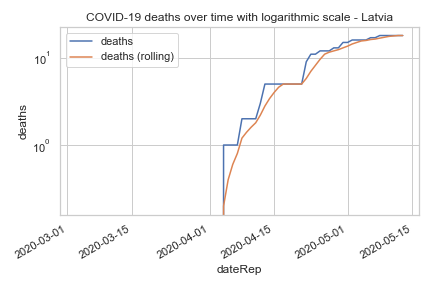 COVID-19 deaths over time with logarithmic scale - Latvia
deaths
deaths (rolling)
10¹
10⁰
deaths
2020-03-01
2020-03-15
2020-04-01
2020-04-15
2020-05-01
2020-05-15
dateRep